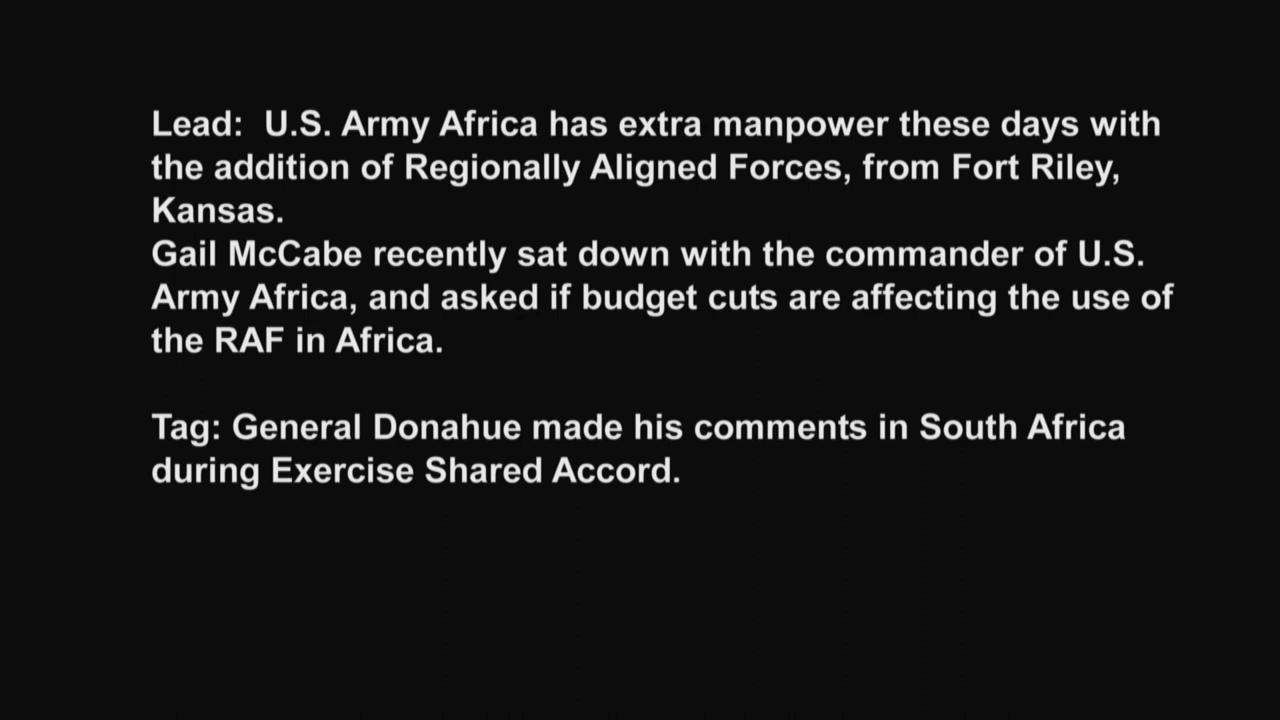 Lead:  U.S. Army Africa has extra manpower these days with
the addition of Regionally Aligned Forces, from Fort Riley,
Kansas.
Gail McCabe recently sat down with the commander of U.S.
Army Africa, and asked if budget cuts are affecting the use of
the RAF in Africa.
Tag: General Donahue made his comments in South Africa
during Exercise Shared Accord.